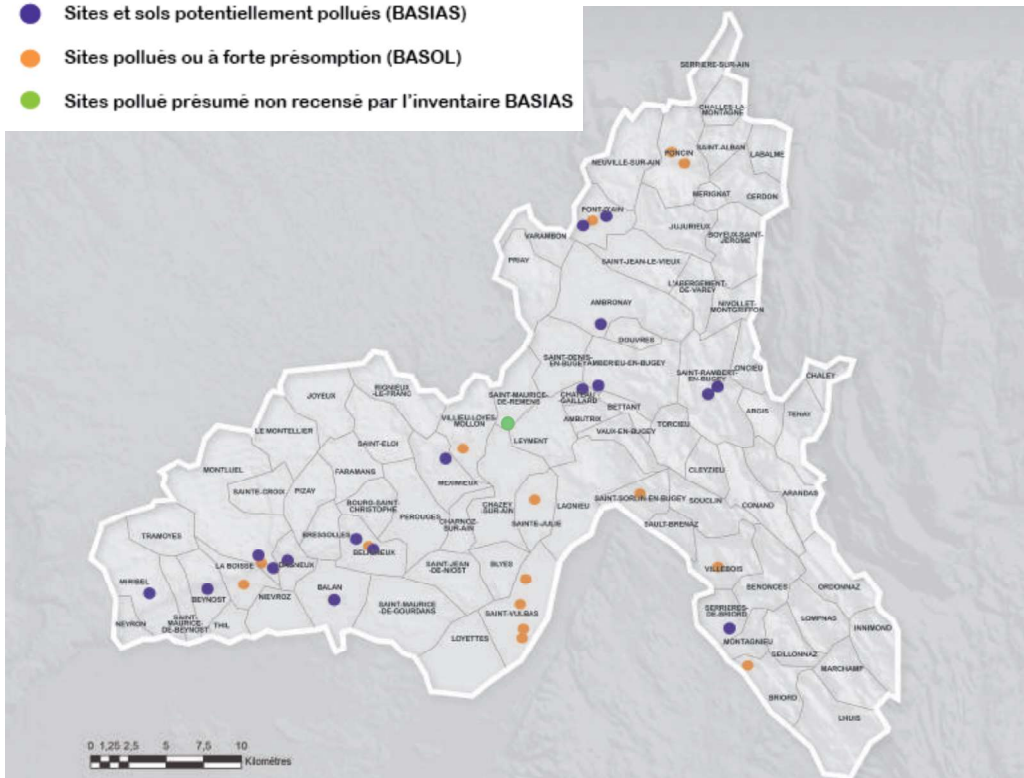 Sites et sols potentiellement pollués (BASIAS)
Sites pollués ou à forte présomption (BASOL)
Sites pollué présumé non recensé par l'inventaire BASIAS
SERRIERE-SUR-AIN
CHALLES-LA
MONTAGNE
SAINT-ALBAN
PONCIN
LABALME
NEUVILLE-SUR-AIN
MERIGNAT
CERDON
PONT-D'AIN
JUJURIEUX
BOYEUX-SAINT-
JEROME
VARAMBON
PRIAY
SAINT-JEAN-LE-VIEUX
L'ABERGEMENT-
DE-VAREY
AMBRONAY
NIVOLLET-
MONTGRIFFON
DOUVRES
SAINT-DENIS-
EN-BUGEY
AMBERIEU-EN-BUGEY
SAINT-RAMBERT-
EN-BUGEY
ONCIEU
CHALEY
RIGNIEUX
-LE-FRANC
JOYEUX
SAINT-MAURICE-
DE-REMENS
CHATEAU-
GAILLARD
BETTANT
ARGIS
TENAY
VILLIEU-LOYES-
MOLLON
AMBUTRIX
TORCIEU
LE MONTELLIER
VAUX-EN-BUGEY
SAINT-ELOI
LEYMENT
MONTLUEL
FARAMANS
CLEYZIEU
MEXIMIEUX
SAINTE-CROIX
PIZAY
ARANDAS
BOURG-SAINT-
CHRISTOPHE
CHAZEY
-SUR-AIN
LAGNIEU
SAINT-SORLIN-EN-BUGEY
SOUCLIN
CONAND
PEROUGES
CHARNOZ-
SUR-AIN
SAINTE-JULIE
SAULT-BRENAZ
TRAMOYES
BRESSOLLES
BELIGNEUX
LA BOISSE
DAGNEUX
SAINT-JEAN
-DE-NIOST
BLYES
VILLEBOIS
MIRIBEL
BALAN
BENONCES
ORDONNAZ
BEYNOST
NIEVROZ
SAINT-MAURICE
-DE-GOURDANS
SAINT-VULBAS
SERRIERES-
DE-BRIORD
LOMPNAS
NEYRON
SAINT-
MAURICE
-DE-BEYNOST
THIL
INNIMOND
LOYETTES
MONTAGNIEU
SEILLONNAZ
MARCHAMP
BRIORD
LHUIS
0 1,25 2,5 5 7,5 10
Kilomètres